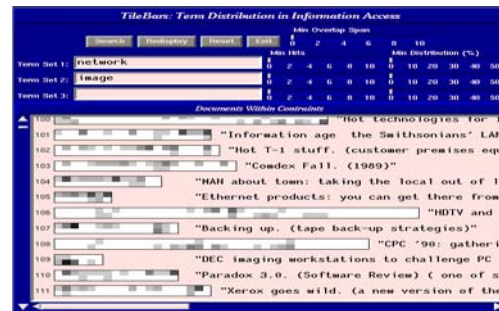 TileBars: Term Distribution in Information Access
Min Overlap Span
Search Redisplay Reset Exit
0 2 4 6 8 10
Min Hits Min Distribution (%)
Term Set 1: network 0 2 4 6 8 10 0 10 20 30 40 50
Term Set 2: image 0 2 4 6 8 10 0 10 20 30 40 50
Term Set 3: 0 2 4 6 8 10 0 10 20 30 40 50
Documents Within Contraints
100 "Hot technologies for
101 "Information age the Smithsonians' LAN
102 "Hot T-1 stuff. (customer premises equ
103 "Comdex Fall. (1989)"
104 "MAN about town: taking the local out of l
105 "Ethernet products: you can get there from
106 "HDTV and
107 "Backing up. (tape back-up strategies)"
108 "CPC '90: gatheri
109 "DEC imaging workstations to challenge PC
110 "Paradox 3.0. (Software Review) ( one of s
111 "Xerox goes wild. (a new version of the